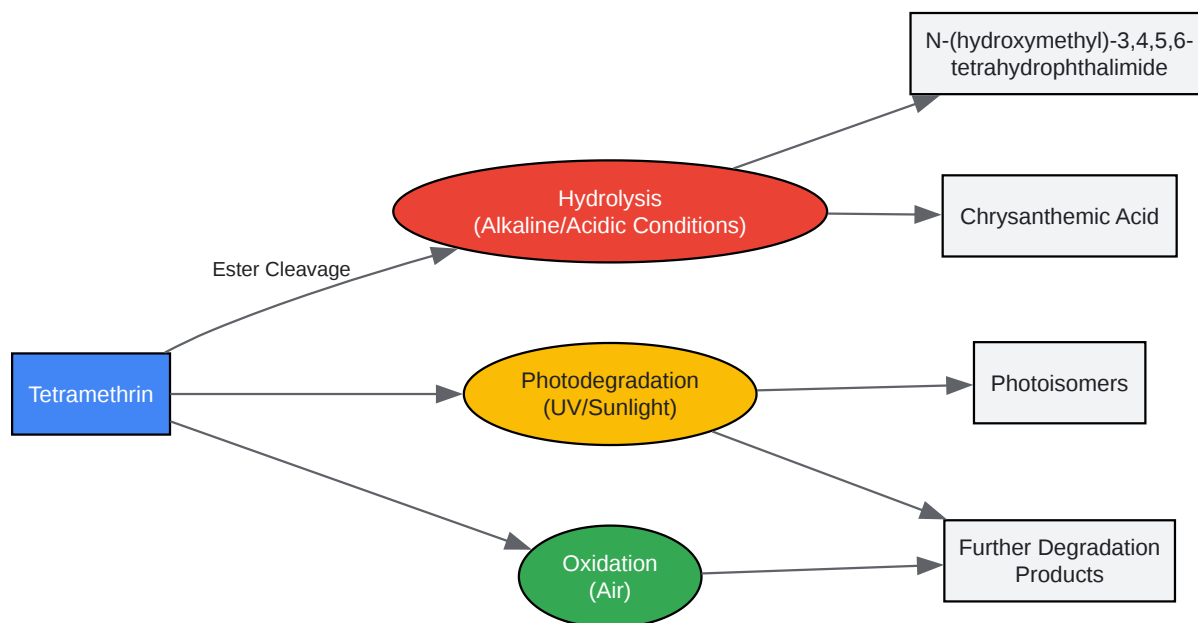 N-(hydroxymethyl)-3,4,5,6-
tetrahydrophthalimide
Hydrolysis
(Alkaline/Acidic Conditions)
Chrysanthemic Acid
Ester Cleavage
Tetramethrin
Photodegradation
(UV/Sunlight)
Photoisomers
Oxidation
(Air)
Further Degradation
Products